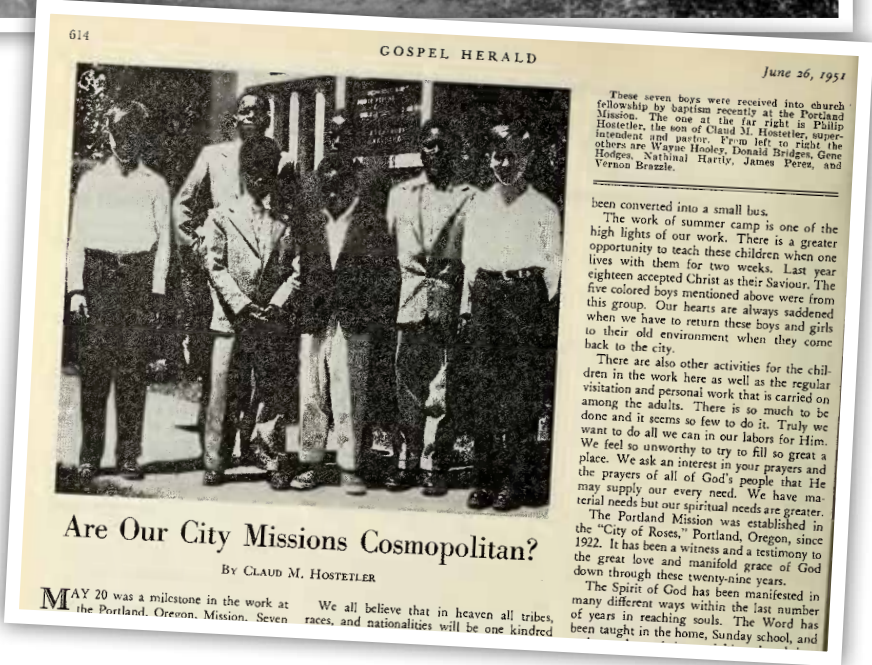 614
GOSPEL HERALD
June 26, 1951
These seven boys were received into church
fellowship by baptism recently at the Portland
Mission. The one at the far right is Philip
Hostetler, the son of Claud M. Hostetler, super-
intendent and pastor. From left to right the
others are Wayne Hooley, Donald Bridges, Gene
Hodges, Nathinal Hartly, James Perez, and
Vernon Brazzle.
Are Our City Missions Cosmopolitan?
By Claud M. Hostetler
MAY 20 was a milestone in the work at
the Portland, Oregon, Mission. Seven
We all believe that in heaven all tribes,
races, and nationalities will be one kindred
been converted into a small bus.
The work of summer camp is one of the
high lights of our work. There is a greater
opportunity to teach these children when one
lives with them for two weeks. Last year
eighteen accepted Christ as their Saviour. The
five colored boys mentioned above were from
this group. Our hearts are always saddened
when we have to return these boys and girls
to their old environment when they come
back to the city.
There are also other activities for the chil-
dren in the work here as well as the regular
visitation and personal work that is carried on
among the adults. There is so much to be
done and it seems so few to do it. Truly we
want to do all we can in our labors for Him.
We feel so unworthy to try to fill so great a
place. We ask an interest in your prayers and
the prayers of all of God's people that He
may supply our every need. We have ma-
terial needs but our spiritual needs are greater.
The Portland Mission was established in
the "City of Roses," Portland, Oregon, since
1922. It has been a witness and a testimony to
the great love and manifold grace of God
down through these twenty-nine years.
The Spirit of God has been manifested in
many different ways within the last number
of years in reaching souls. The Word has
been taught in the home, Sunday school, and